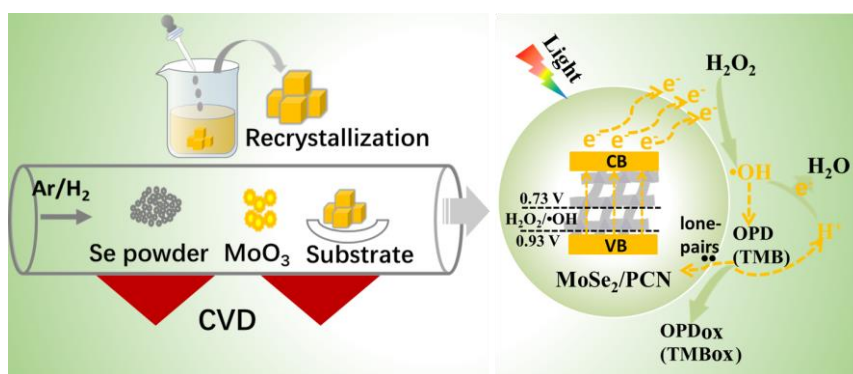 Recrystallization
Ar/H₂
Se powder
MoO₃
Substrate
CVD
Light
e⁻
e⁻
e⁻
e⁻
e⁻
e⁻
CB
0.73 V
H₂O₂/•OH
0.93 V
VB
MoSe₂/PCN
H₂O₂
•OH
H₂O
e⁻
H⁺
lone-
pairs
OPD
(TMB)
OPDox
(TMBox)